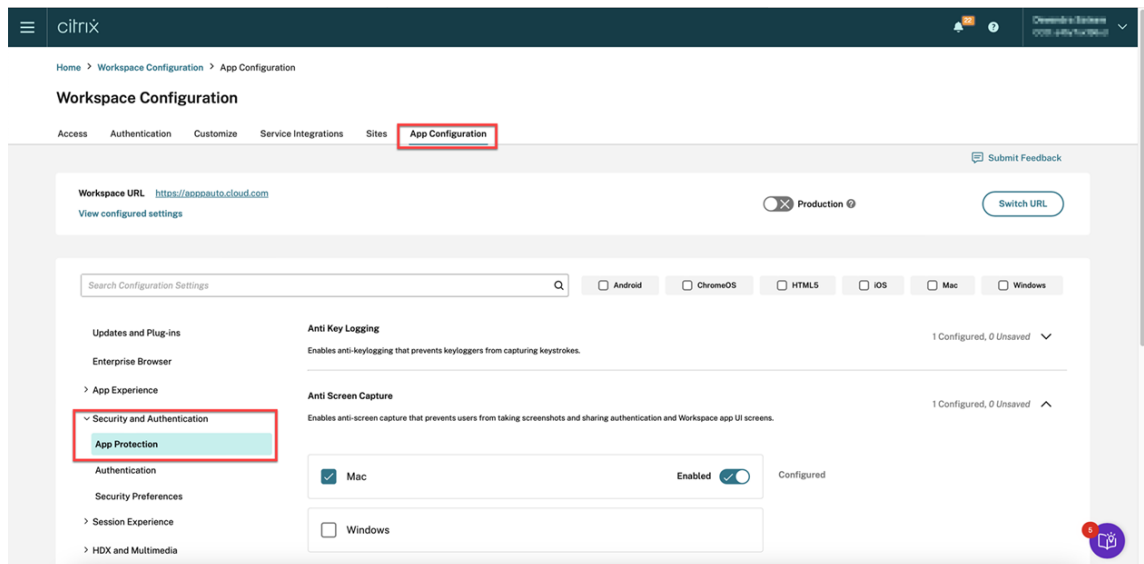 citrix
22
Home > Workspace Configuration > App Configuration
Workspace Configuration
Access Authentication Customize Service Integrations Sites App Configuration
Submit Feedback
Workspace URL https://apppauto.cloud.com
View configured settings
Production
Switch URL
Search Configuration Settings
Android ChromeOS HTML5 iOS Mac Windows
Updates and Plug-ins
Enterprise Browser
App Experience
Security and Authentication
App Protection
Authentication
Security Preferences
Session Experience
HDX and Multimedia
Anti Key Logging
1 Configured, 0 Unsaved
Enables anti-keylogging that prevents keyloggers from capturing keystrokes.
Anti Screen Capture
1 Configured, 0 Unsaved
Enables anti-screen capture that prevents users from taking screenshots and sharing authentication and Workspace app UI screens.
Mac Enabled Configured
Windows
5